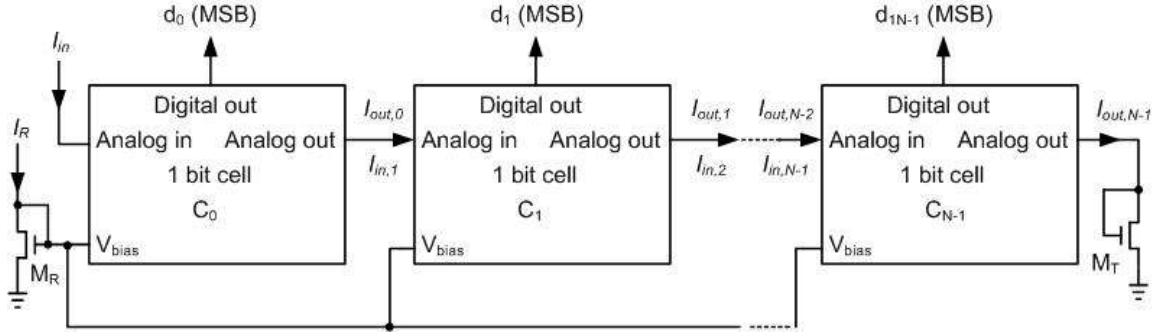 d0 (MSB) d1 (MSB) d1N-1 (MSB)
Iin
Digital out Digital out Digital out
Iout,0 Iout,1 Iout,N-2 Iout,N-1
IR
Analog in Analog out Analog in Analog out Analog in Analog out
Iin,1 Iin,2 Iin,N-1
1 bit cell 1 bit cell 1 bit cell
C0 C1 CN-1
Vbias Vbias Vbias
MR MT